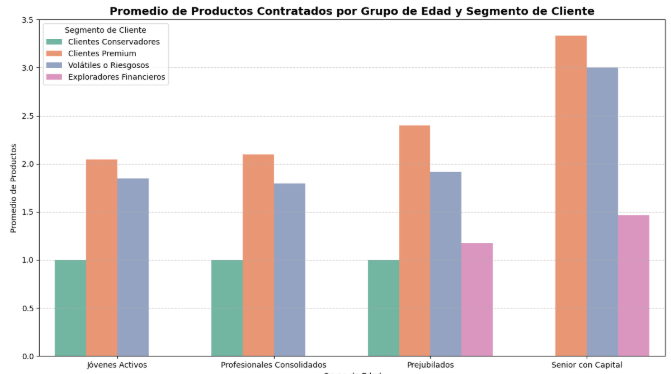 Promedio de Productos Contratados por Grupo de Edad y Segmento de Cliente
Segmento de Cliente
Clientes Conservadores
Clientes Premium
Volátiles o Riesgosos
Exploradores Financieros
Promedio de Productos
3.5
3.0
2.5
2.0
1.5
1.0
0.5
0.0
Jóvenes Activos
Profesionales Consolidados
Prejubilados
Senior con Capital